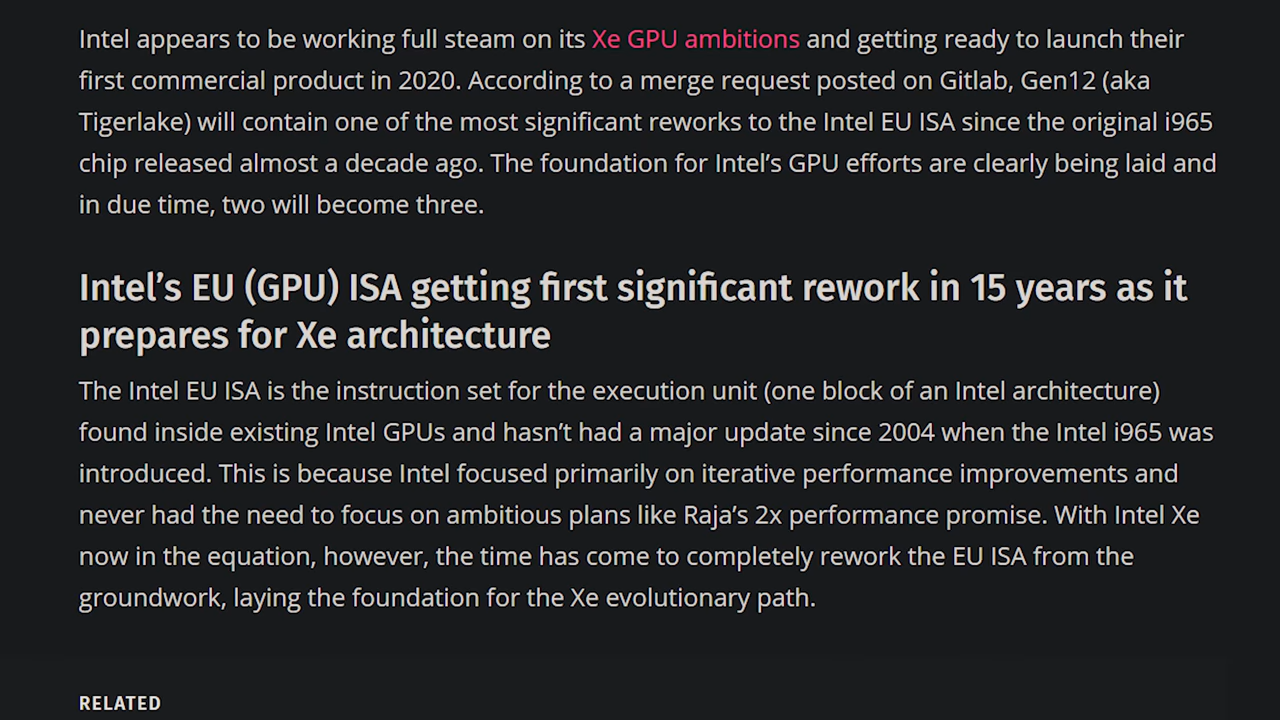 Intel appears to be working full steam on its Xe GPU ambitions and getting ready to launch their
first commercial product in 2020. According to a merge request posted on Gitlab, Gen12 (aka
Tigerlake) will contain one of the most significant reworks to the Intel EU ISA since the original i965
chip released almost a decade ago. The foundation for Intel’s GPU efforts are clearly being laid and
in due time, two will become three.
Intel’s EU (GPU) ISA getting first significant rework in 15 years as it
prepares for Xe architecture
The Intel EU ISA is the instruction set for the execution unit (one block of an Intel architecture)
found inside existing Intel GPUs and hasn’t had a major update since 2004 when the Intel i965 was
introduced. This is because Intel focused primarily on iterative performance improvements and
never had the need to focus on ambitious plans like Raja’s 2x performance promise. With Intel Xe
now in the equation, however, the time has come to completely rework the EU ISA from the
groundwork, laying the foundation for the Xe evolutionary path.
RELATED